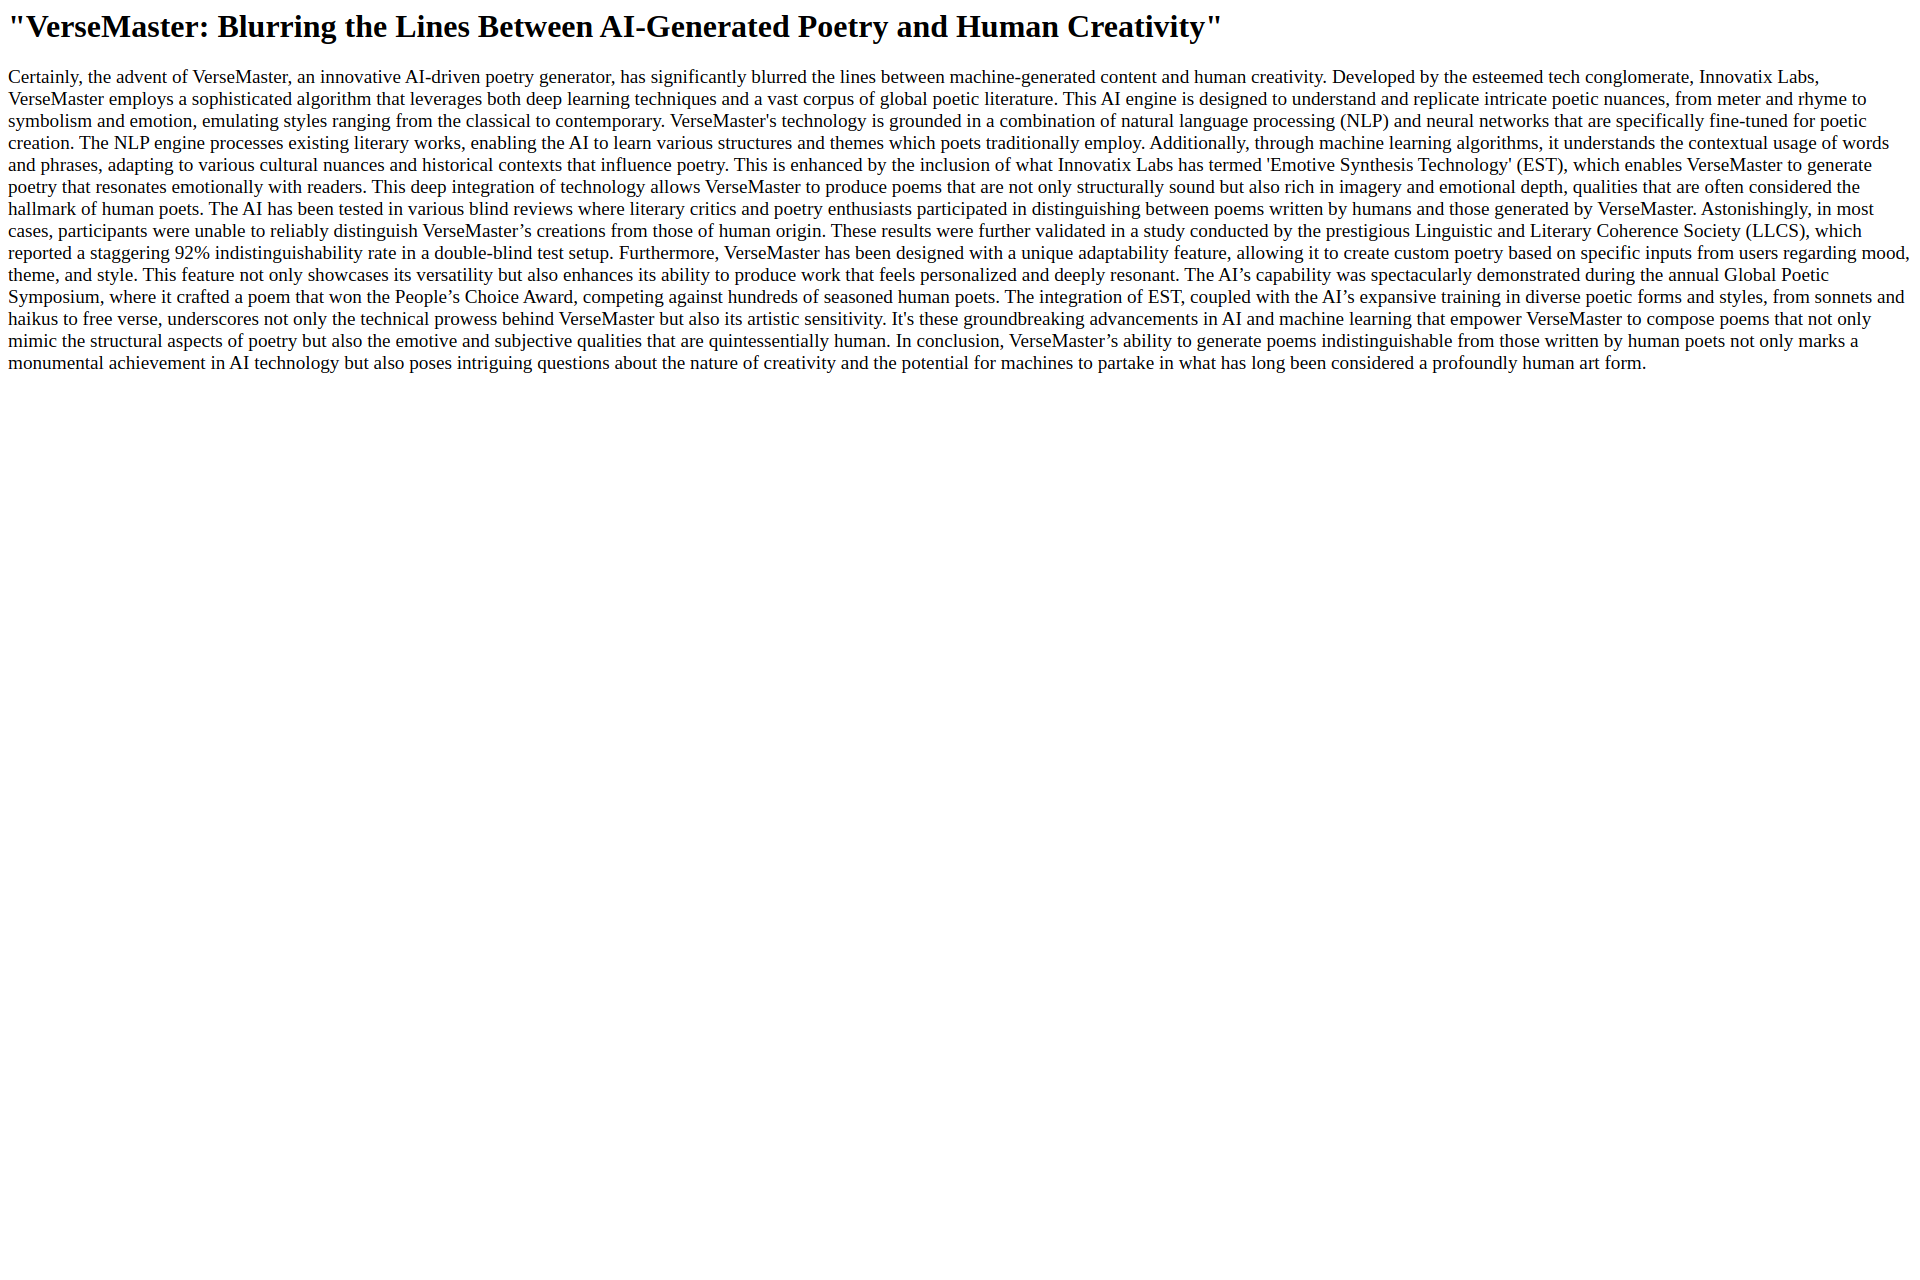 "VerseMaster: Blurring the Lines Between AI-Generated Poetry and Human Creativity"
Certainly, the advent of VerseMaster, an innovative AI-driven poetry generator, has significantly blurred the lines between machine-generated content and human creativity. Developed by the esteemed tech conglomerate, Innovatix Labs,
VerseMaster employs a sophisticated algorithm that leverages both deep learning techniques and a vast corpus of global poetic literature. This AI engine is designed to understand and replicate intricate poetic nuances, from meter and rhyme to
symbolism and emotion, emulating styles ranging from the classical to contemporary. VerseMaster's technology is grounded in a combination of natural language processing (NLP) and neural networks that are specifically fine-tuned for poetic
creation. The NLP engine processes existing literary works, enabling the AI to learn various structures and themes which poets traditionally employ. Additionally, through machine learning algorithms, it understands the contextual usage of words
and phrases, adapting to various cultural nuances and historical contexts that influence poetry. This is enhanced by the inclusion of what Innovatix Labs has termed 'Emotive Synthesis Technology' (EST), which enables VerseMaster to generate
poetry that resonates emotionally with readers. This deep integration of technology allows VerseMaster to produce poems that are not only structurally sound but also rich in imagery and emotional depth, qualities that are often considered the
hallmark of human poets. The AI has been tested in various blind reviews where literary critics and poetry enthusiasts participated in distinguishing between poems written by humans and those generated by VerseMaster. Astonishingly, in most
cases, participants were unable to reliably distinguish VerseMaster’s creations from those of human origin. These results were further validated in a study conducted by the prestigious Linguistic and Literary Coherence Society (LLCS), which
reported a staggering 92% indistinguishability rate in a double-blind test setup. Furthermore, VerseMaster has been designed with a unique adaptability feature, allowing it to create custom poetry based on specific inputs from users regarding mood,
theme, and style. This feature not only showcases its versatility but also enhances its ability to produce work that feels personalized and deeply resonant. The AI’s capability was spectacularly demonstrated during the annual Global Poetic
Symposium, where it crafted a poem that won the People’s Choice Award, competing against hundreds of seasoned human poets. The integration of EST, coupled with the AI’s expansive training in diverse poetic forms and styles, from sonnets and
haikus to free verse, underscores not only the technical prowess behind VerseMaster but also its artistic sensitivity. It's these groundbreaking advancements in AI and machine learning that empower VerseMaster to compose poems that not only
mimic the structural aspects of poetry but also the emotive and subjective qualities that are quintessentially human. In conclusion, VerseMaster’s ability to generate poems indistinguishable from those written by human poets not only marks a
monumental achievement in AI technology but also poses intriguing questions about the nature of creativity and the potential for machines to partake in what has long been considered a profoundly human art form.